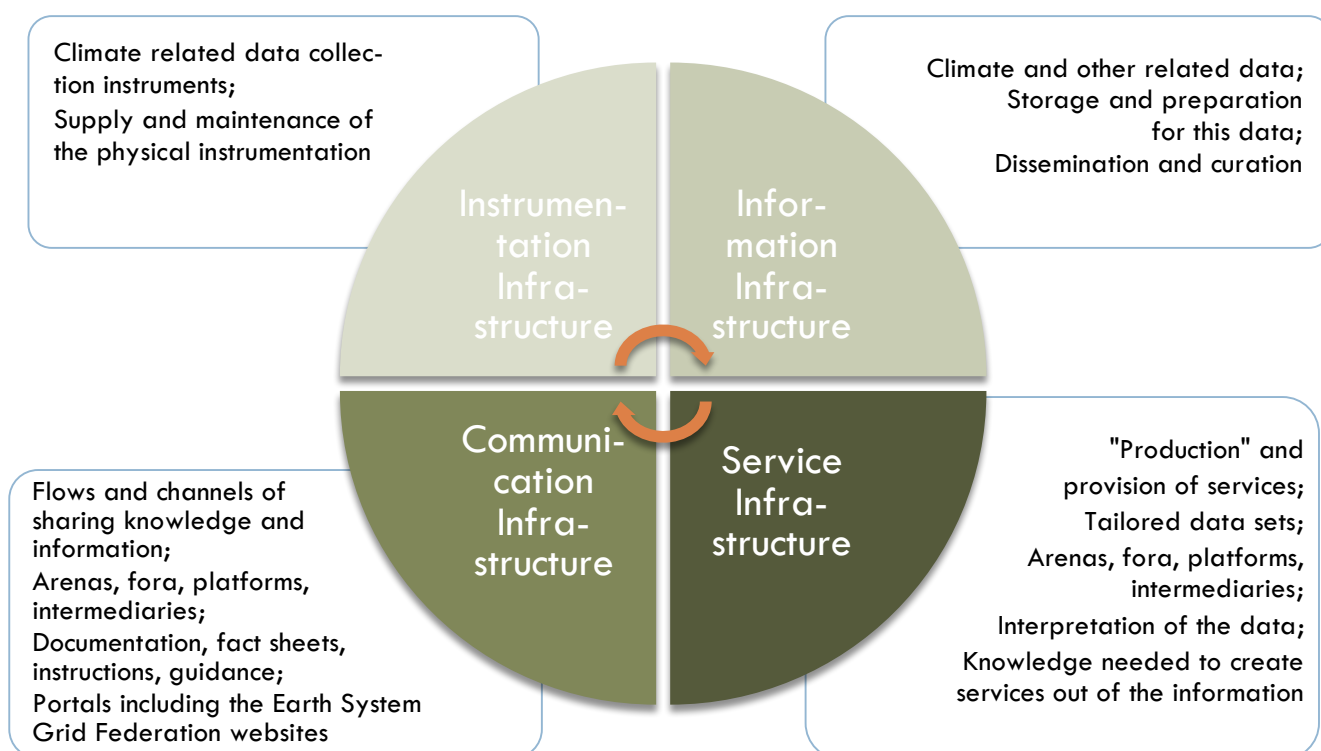 Climate related data collec-
tion instruments;
Supply and maintenance of
the physical instrumentation
Climate and other related data;
Storage and preparation
for this data;
Dissemination and curation
Instrumen-
tation
Infra-
structure
Infor-
mation
Infra-
structure
Communi-
cation
Infra-
structure
Service
Infra-
structure
Flows and channels of
sharing knowledge and
information;
Arenas, fora, platforms,
intermediaries;
Documentation, fact sheets,
instructions, guidance;
Portals including the Earth System
Grid Federation websites
"Production" and
provision of services;
Tailored data sets;
Arenas, fora, platforms,
intermediaries;
Interpretation of the data;
Knowledge needed to create
services out of the information